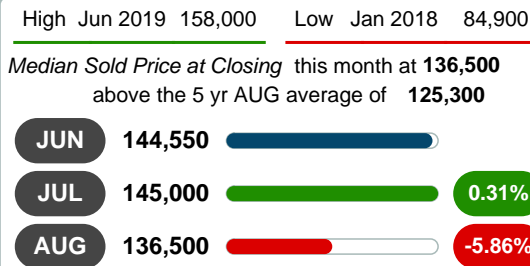 High Jun 2019 158,000 Low Jan 2018 84,900
Median Sold Price at Closing this month at 136,500
above the 5 yr AUG average of 125,300
JUN 144,550
JUL 145,000 0.31%
AUG 136,500 -5.86%